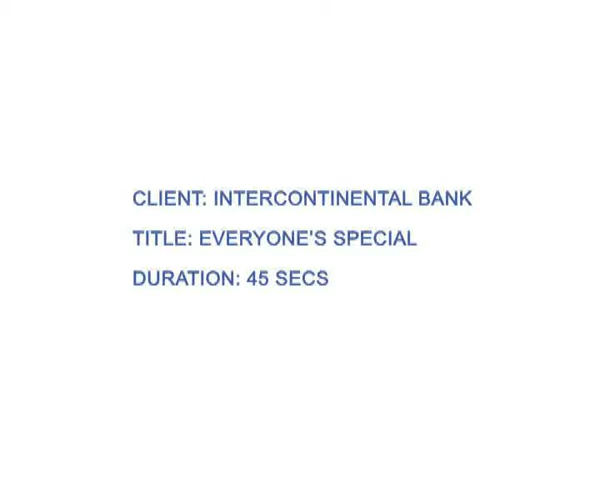 CLIENT: INTERCONTINENTAL BANK
TITLE: EVERYONE'S SPECIAL
DURATION: 45 SECS